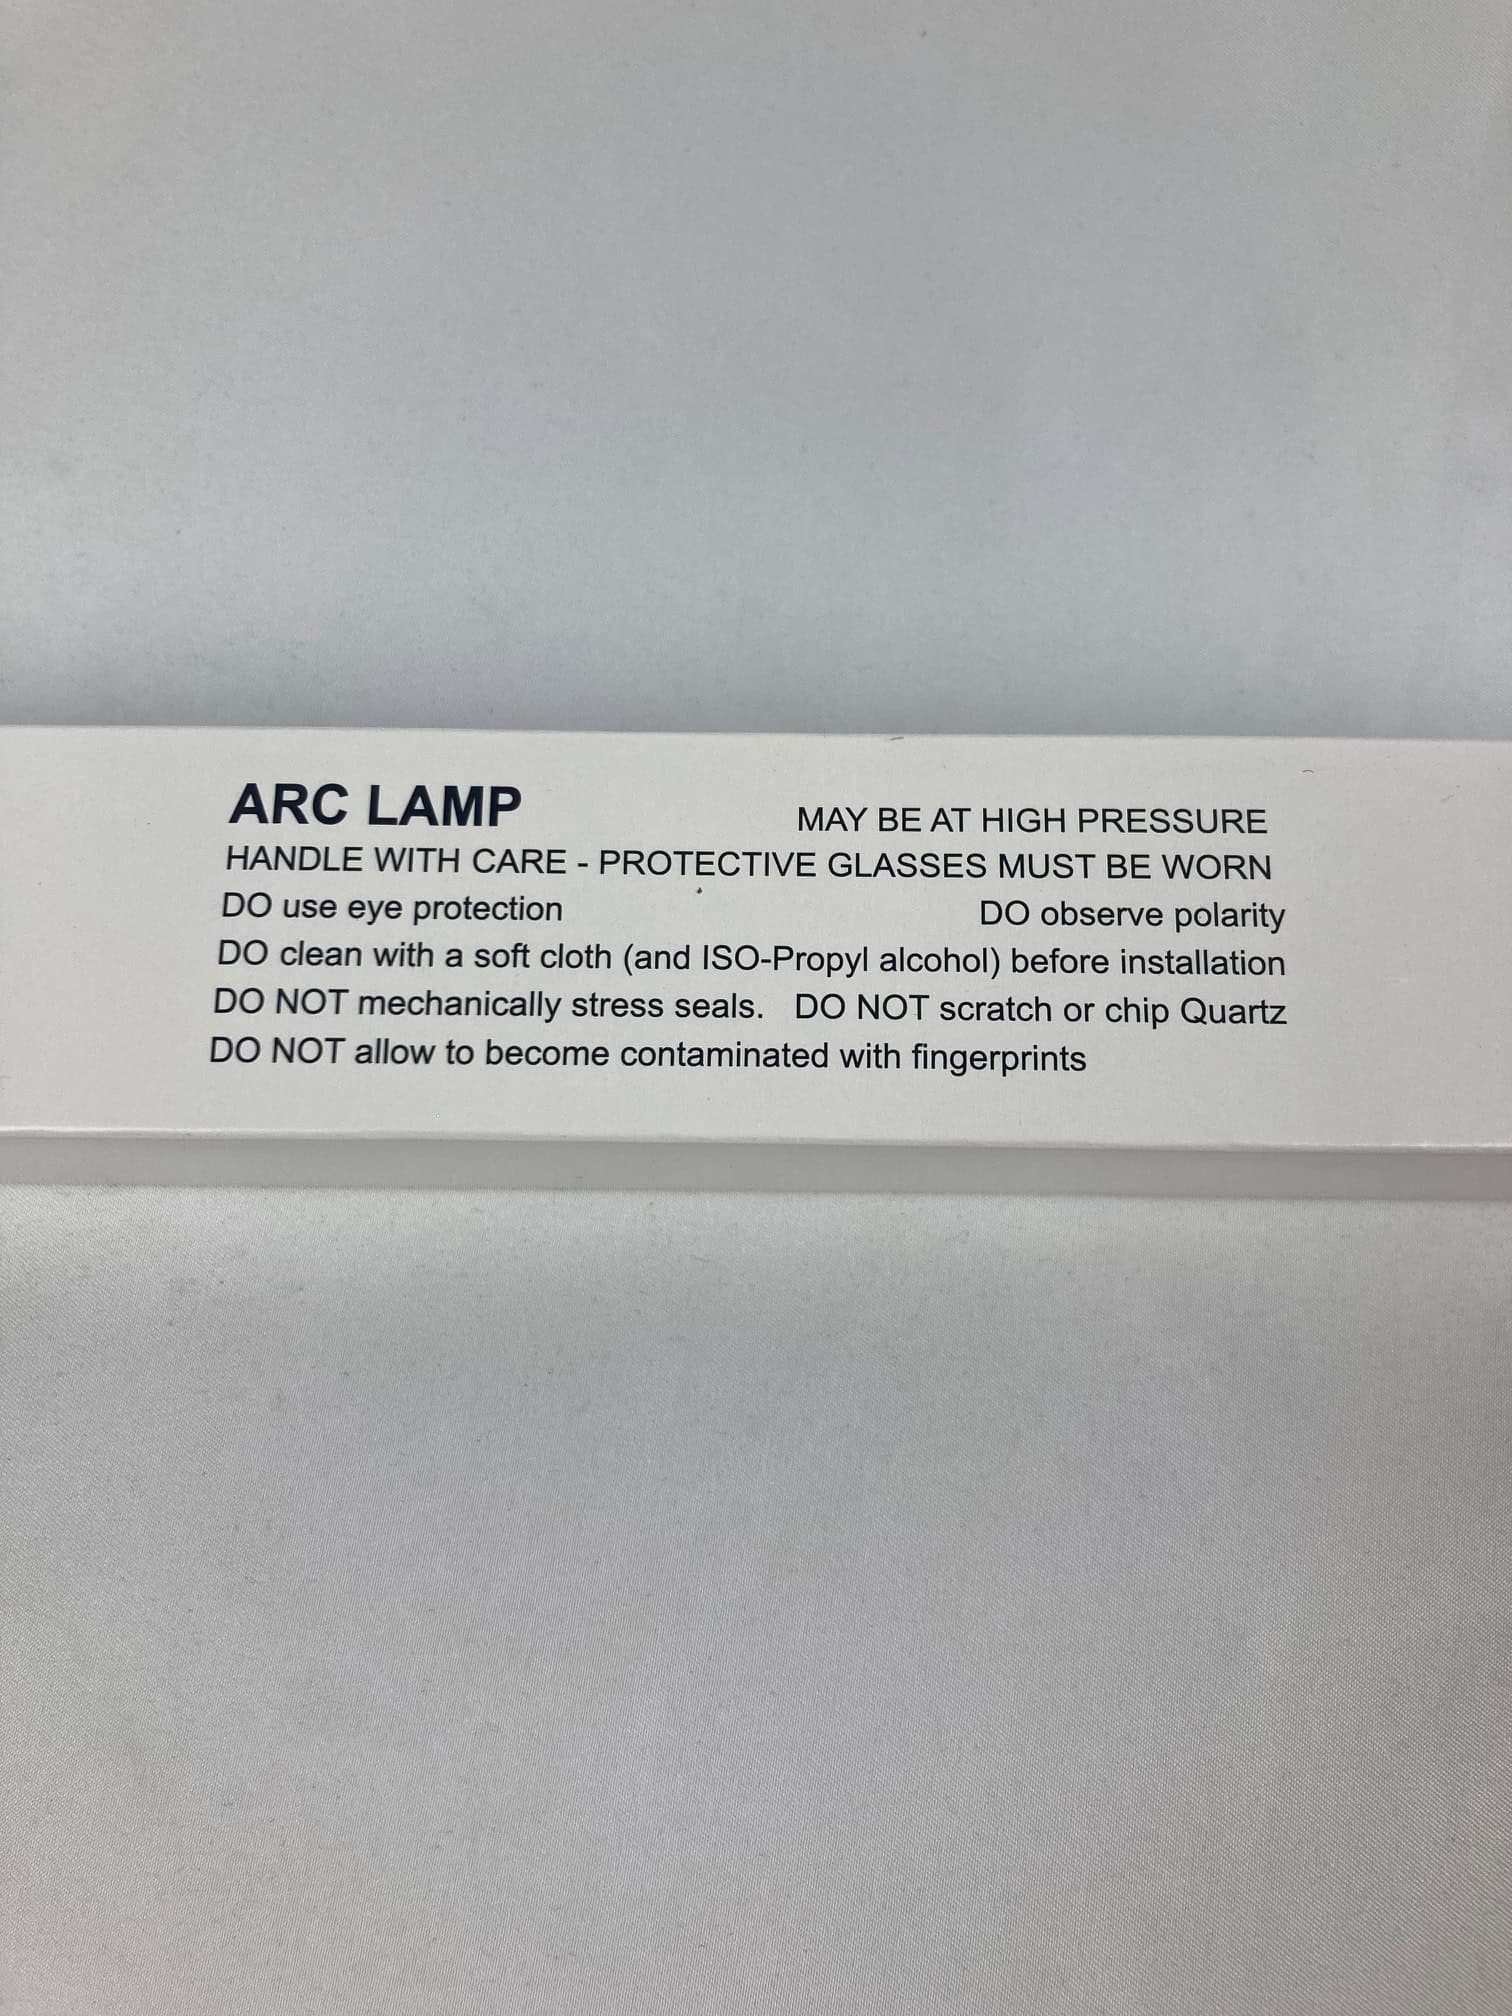 ARC LAMP MAY BE AT HIGH PRESSURE
HANDLE WITH CARE - PROTECTIVE GLASSES MUST BE WORN
DO use eye protection DO observe polarity
DO clean with a soft cloth (and ISO-Propyl alcohol) before installation
DO NOT mechanically stress seals. DO NOT scratch or chip Quartz
DO NOT allow to become contaminated with fingerprints